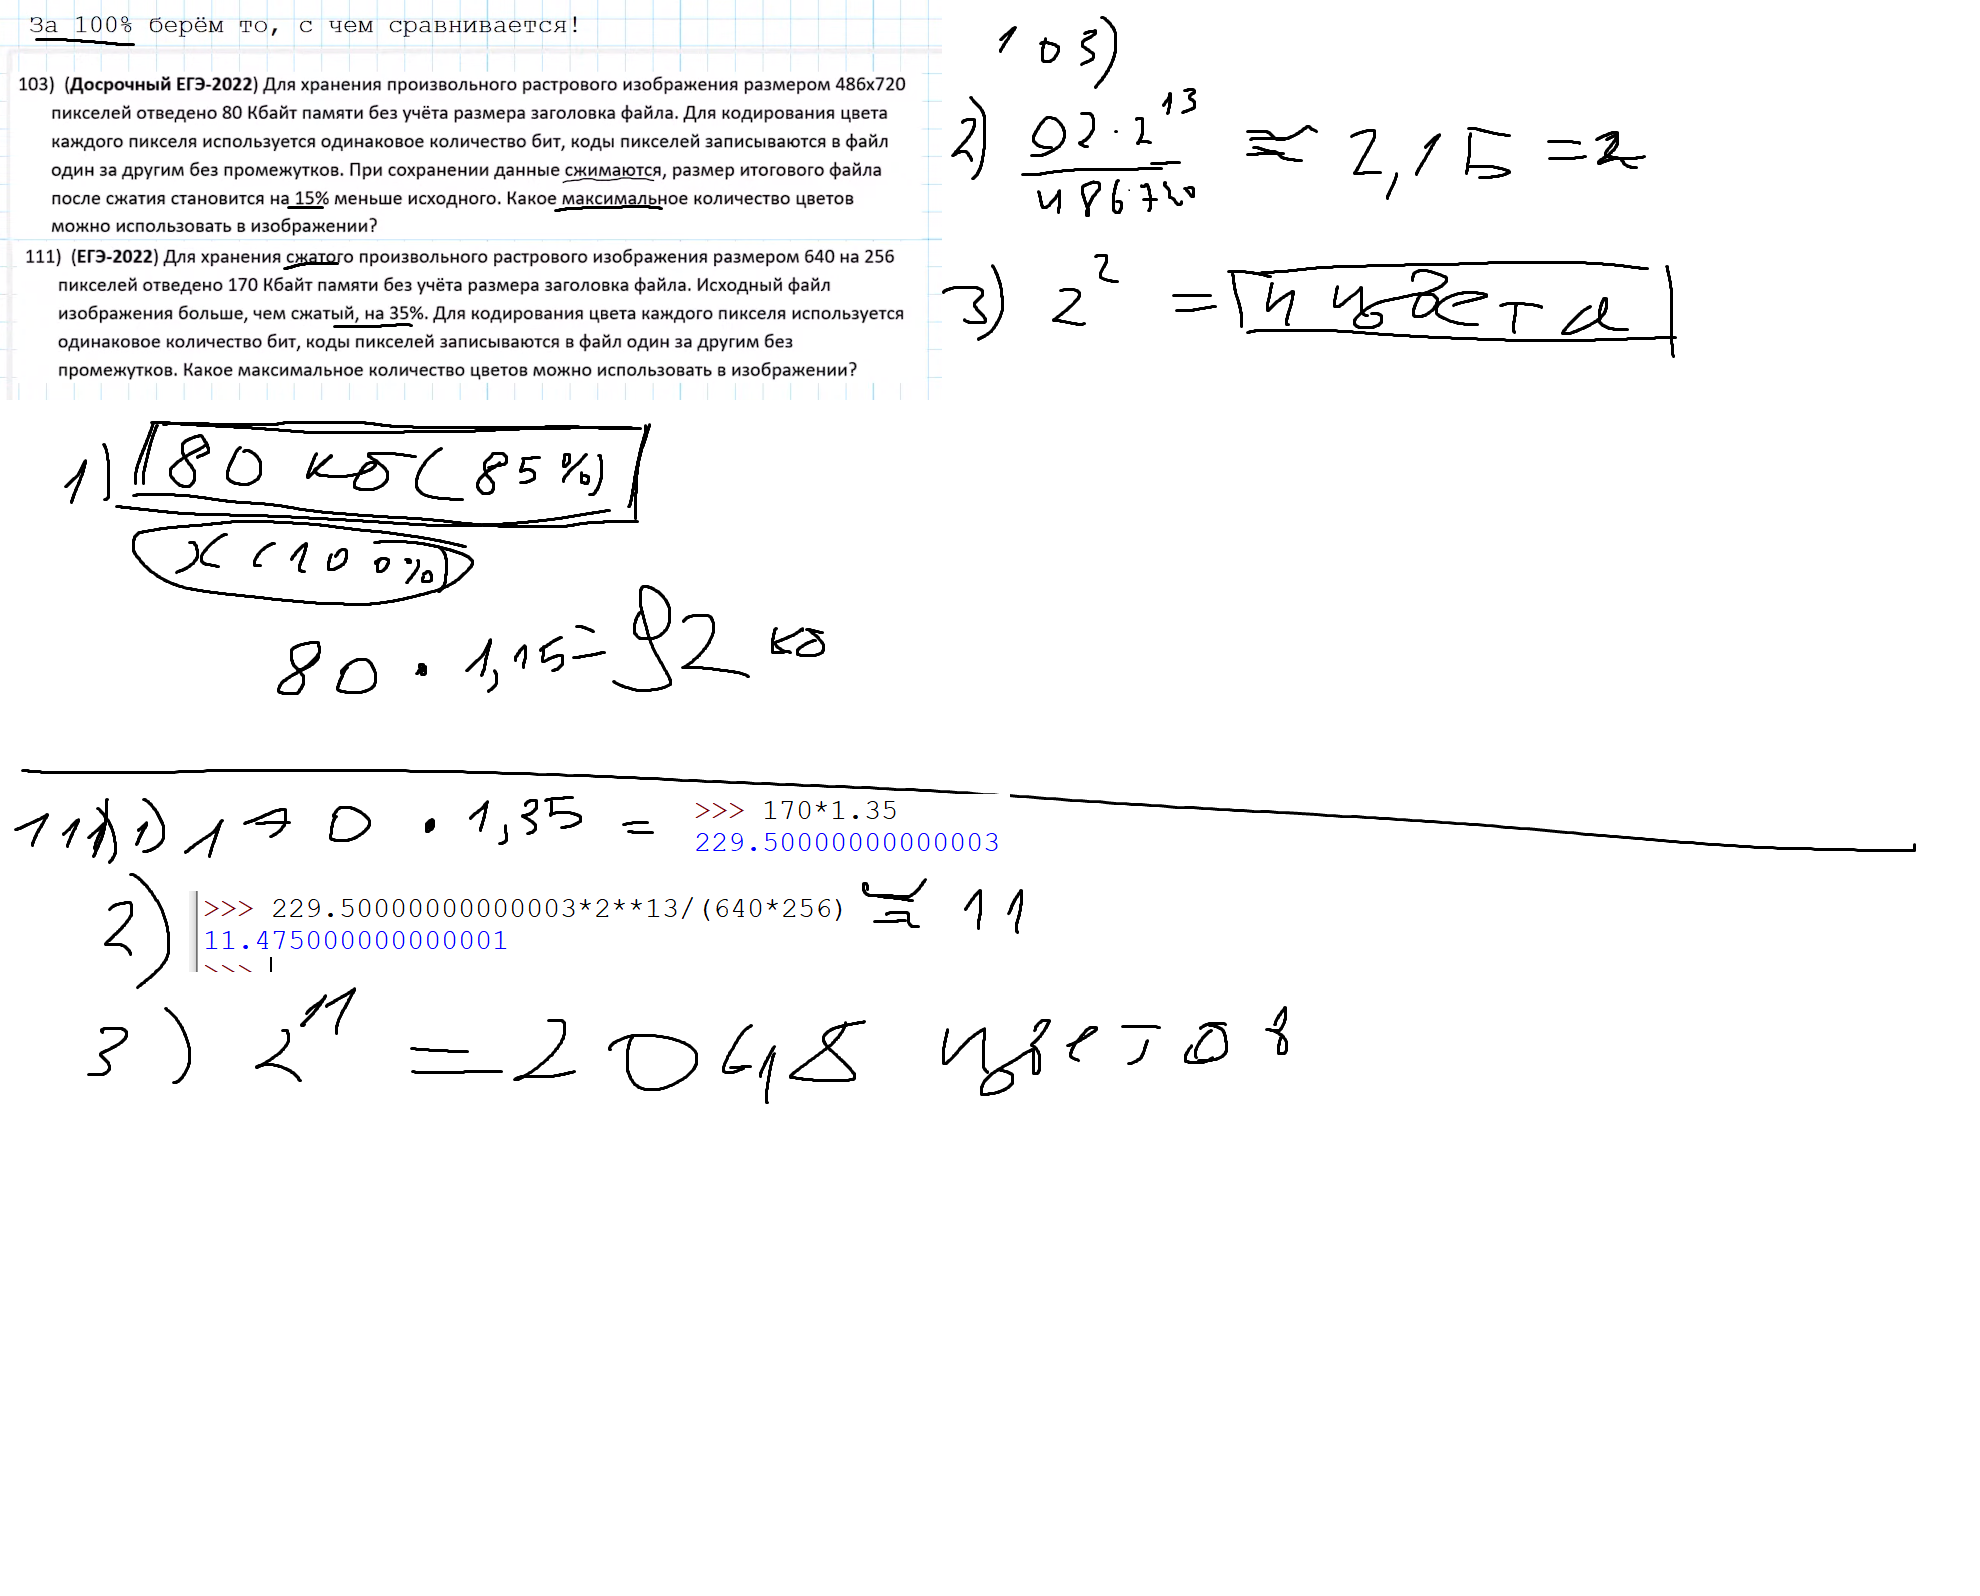 За 100% берём то, с чем сравнивается!
103) (Досрочный ЕГЭ-2022) Для хранения произвольного растрового изображения размером 486x720
пикселей отведено 80 Кбайт памяти без учёта размера заголовка файла. Для кодирования цвета
каждого пикселя используется одинаковое количество бит, коды пикселей записываются в файл
один за другим без промежутков. При сохранении данные сжимаются, размер итогового файла
после сжатия становится на 15% меньше исходного. Какое максимальное количество цветов
можно использовать в изображении?
111) (ЕГЭ-2022) Для хранения сжатого произвольного растрового изображения размером 640 на 256
пикселей отведено 170 Кбайт памяти без учёта размера заголовка файла. Исходный файл
изображения больше, чем сжатый, на 35%. Для кодирования цвета каждого пикселя используется
одинаковое количество бит, коды пикселей записываются в файл один за другим без
промежутков. Какое максимальное количество цветов можно использовать в изображении?
1) 80 кб (85%)
x (100%)
80 · 1,15 = 92 кб
103)
2) 92·2^13
486·720
≈ 2,15 = 2
3) 2^2 = 4 цвета
111) 1) 170 · 1,35 =
>>> 170*1.35
229.50000000000003
2) >>> 229.50000000000003*2**13/(640*256) ≈ 11
11.475000000000001
>>>
3) 2^11 = 2048 цветов